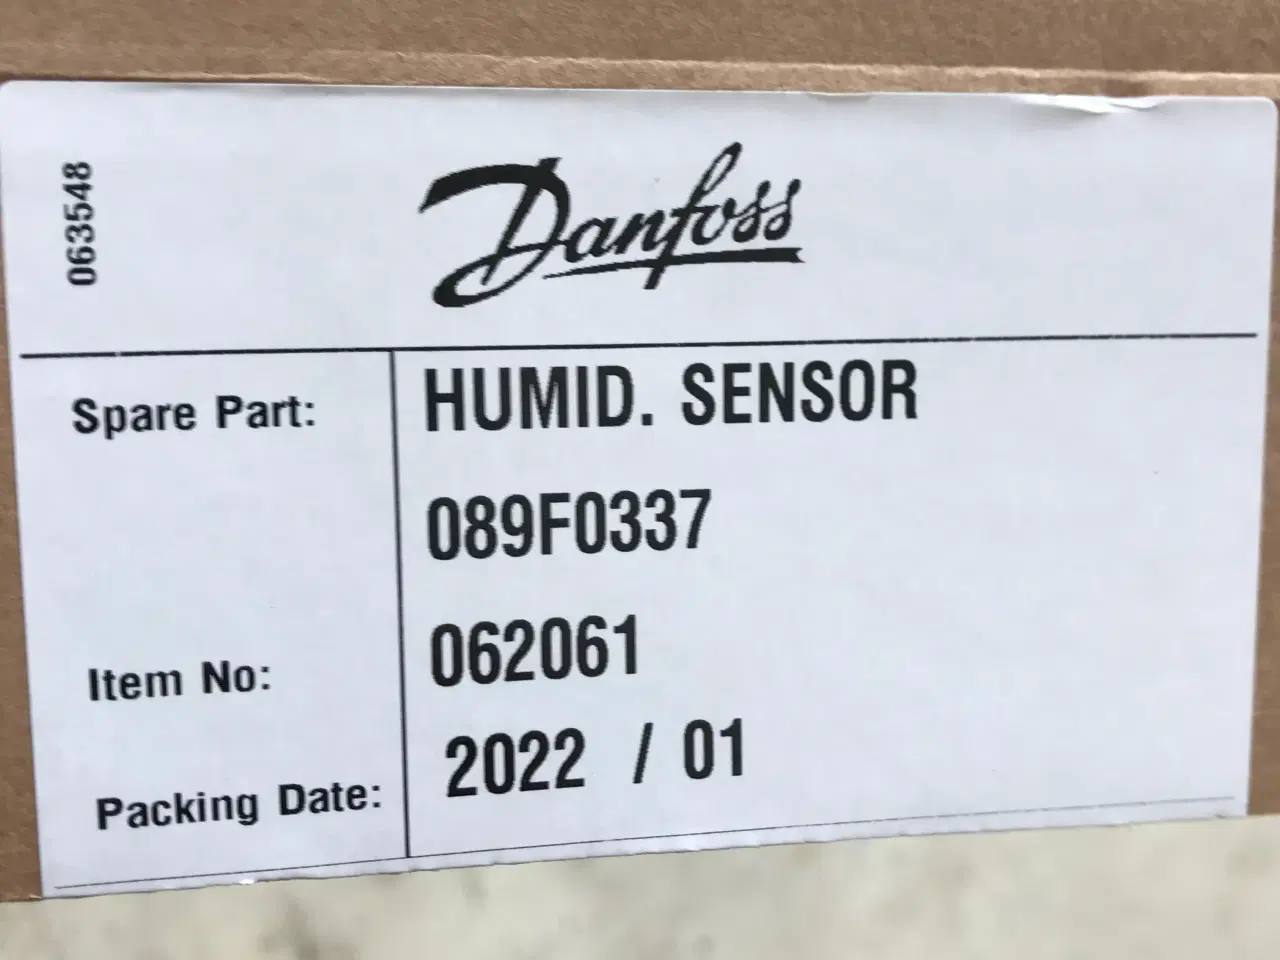 063548
Danfoss
Spare Part: HUMID. SENSOR
089F0337
Item No: 062061
Packing Date: 2022 / 01